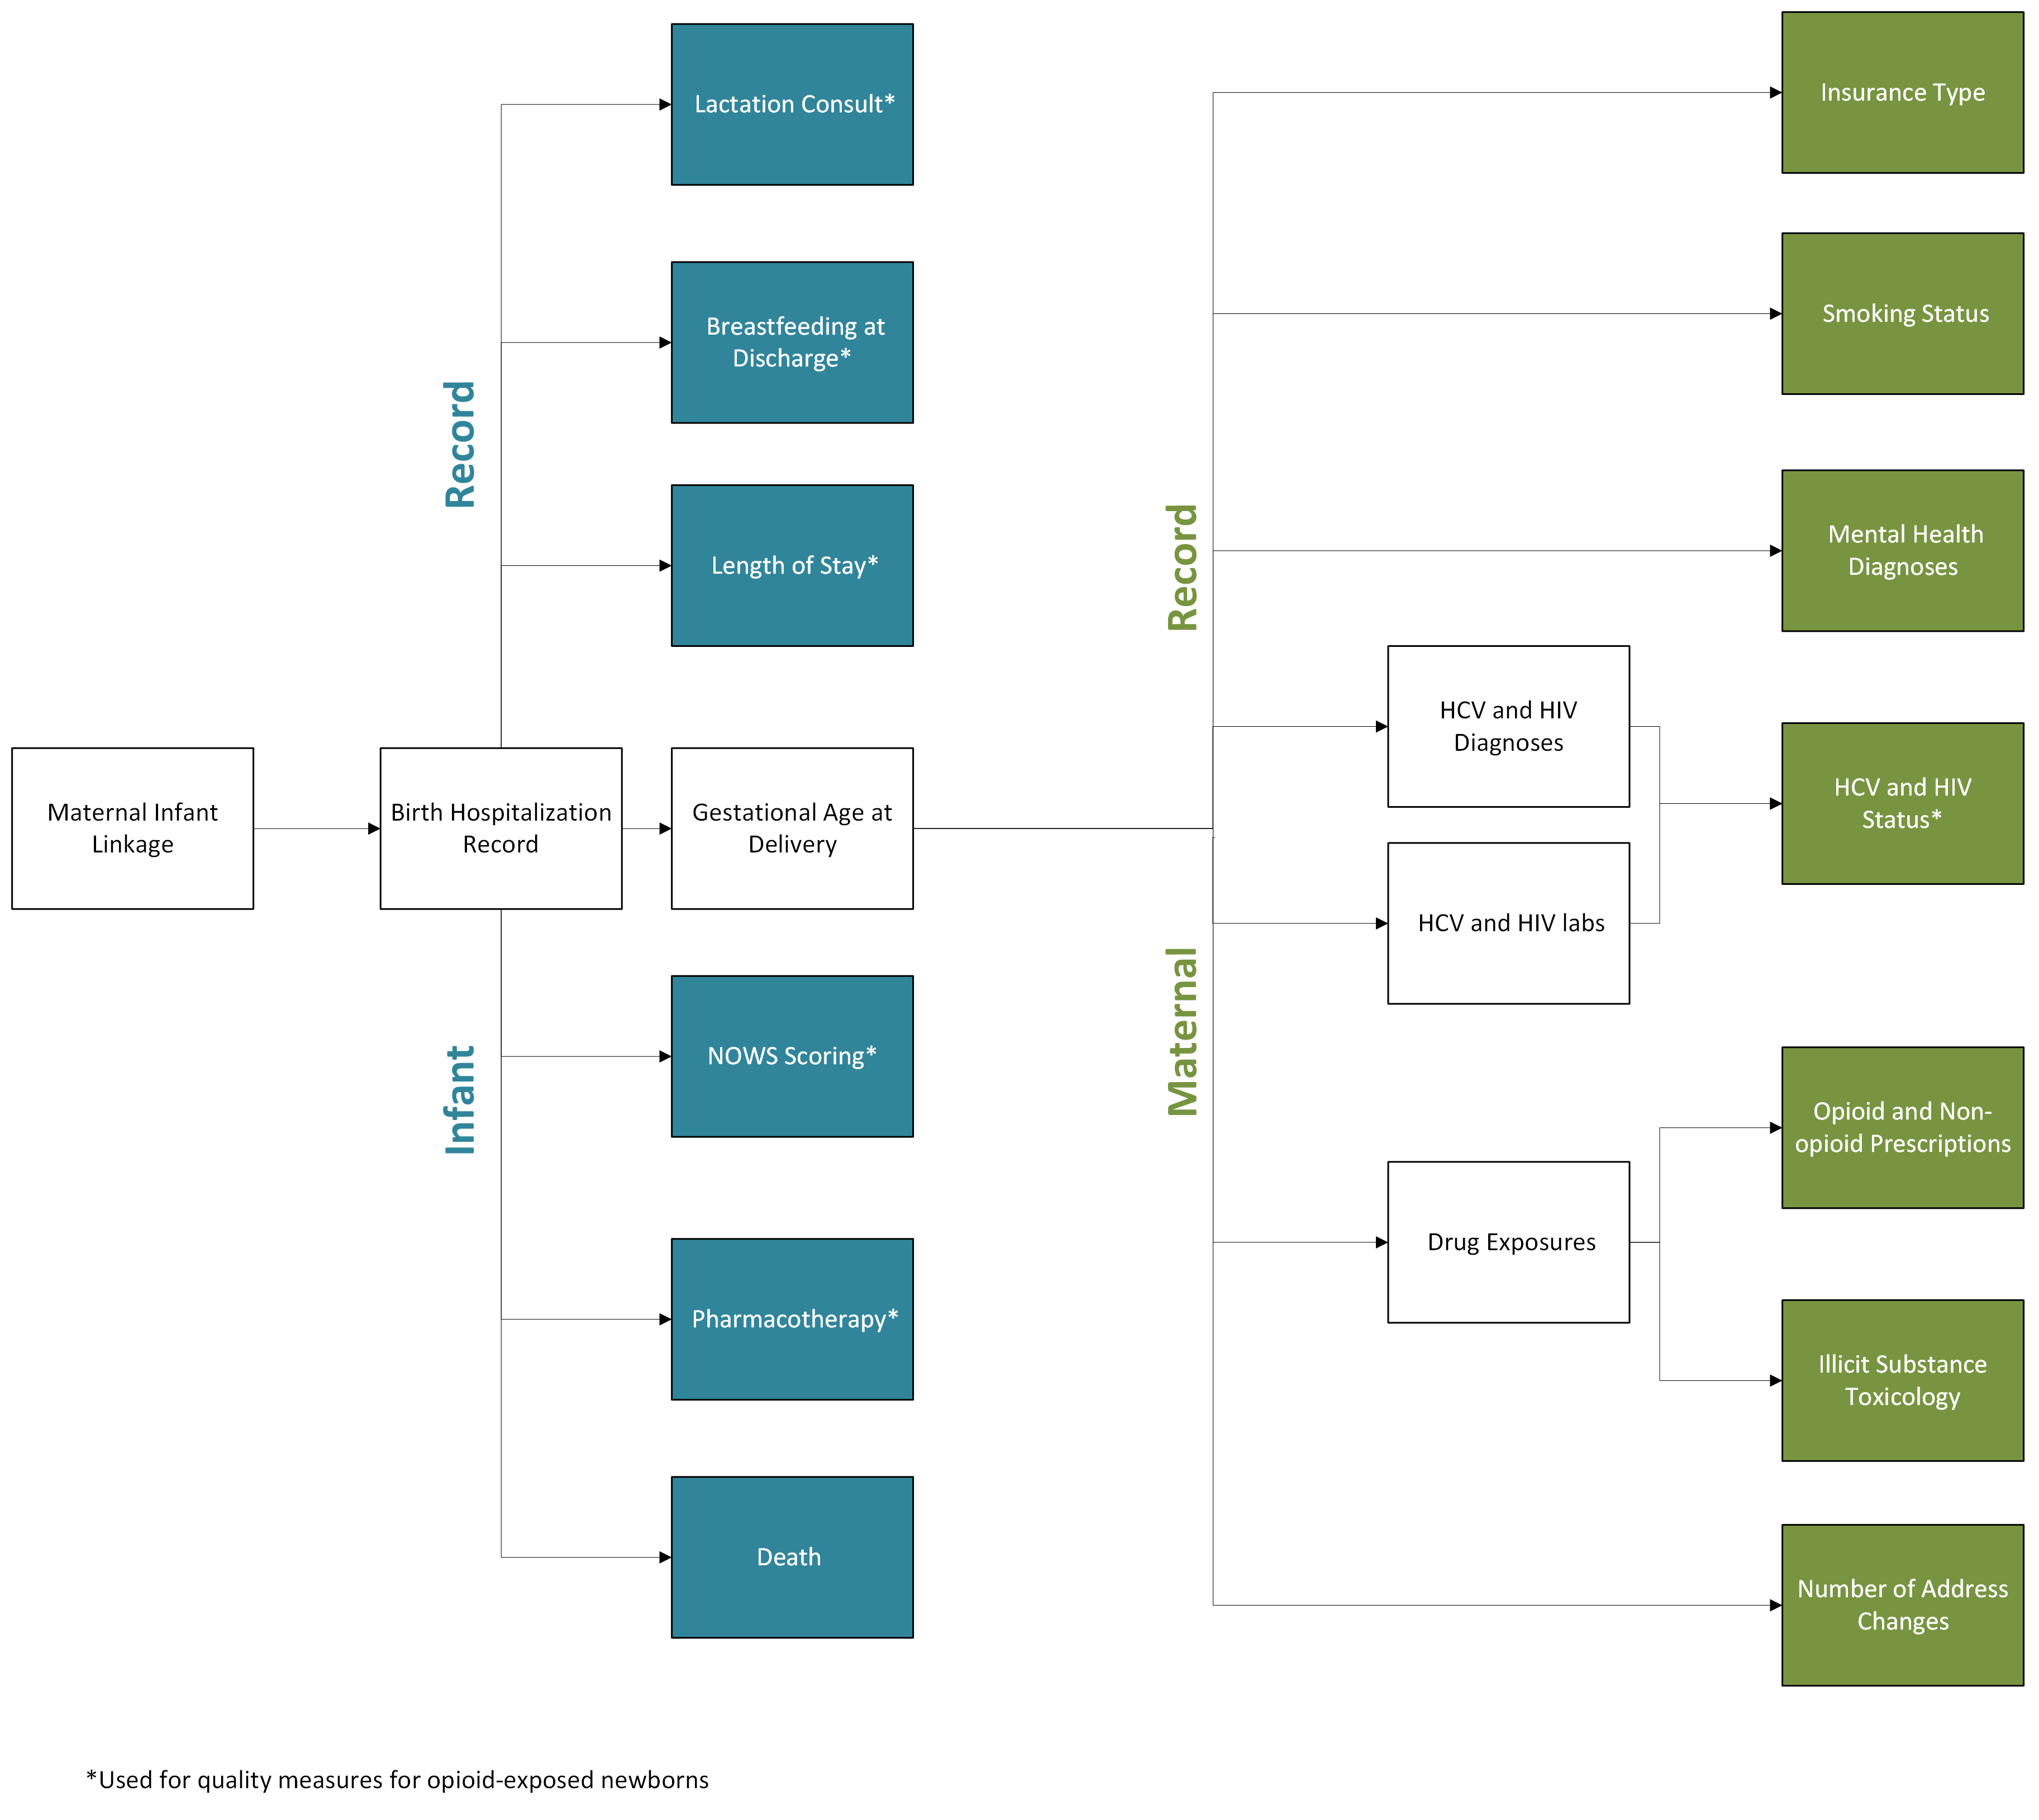 Maternal Infant
Linkage
Birth Hospitalization
Record
Record
Infant
Lactation Consult*
Breastfeeding at
Discharge*
Length of Stay*
Gestational Age at
Delivery
NOWS Scoring*
Pharmacotherapy*
Death
Record
Maternal
HCV and HIV
Diagnoses
HCV and HIV labs
Drug Exposures
Insurance Type
Smoking Status
Mental Health
Diagnoses
HCV and HIV
Status*
Opioid and Non-
opioid Prescriptions
Illicit Substance
Toxicology
Number of Address
Changes
*Used for quality measures for opioid-exposed newborns